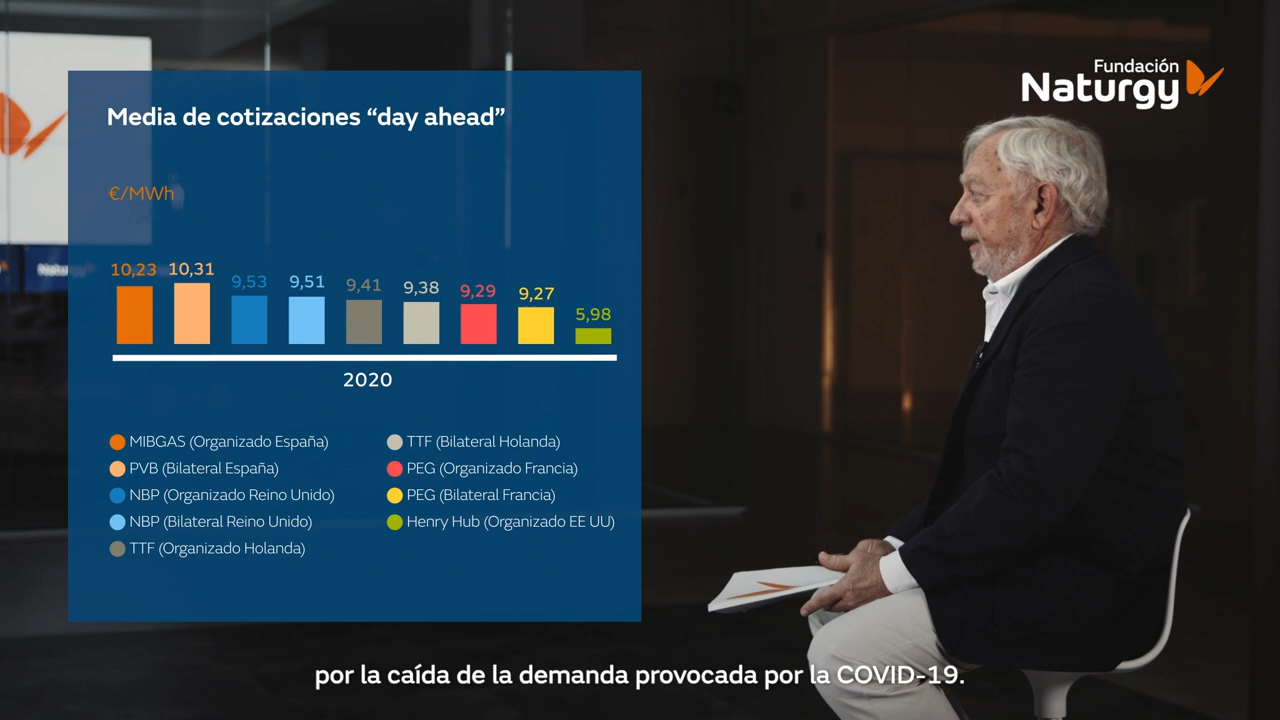 Fundación
Naturgy
Media de cotizaciones “day ahead”
€/MWh
10,23 10,31 9,53 9,51 9,41 9,38 9,29 9,27 5,98
2020
MIBGAS (Organizado España)
PVB (Bilateral España)
NBP (Organizado Reino Unido)
NBP (Bilateral Reino Unido)
TTF (Organizado Holanda)
TTF (Bilateral Holanda)
PEG (Organizado Francia)
PEG (Bilateral Francia)
Henry Hub (Organizado EE UU)
Naturgy
por la caída de la demanda provocada por la COVID-19.